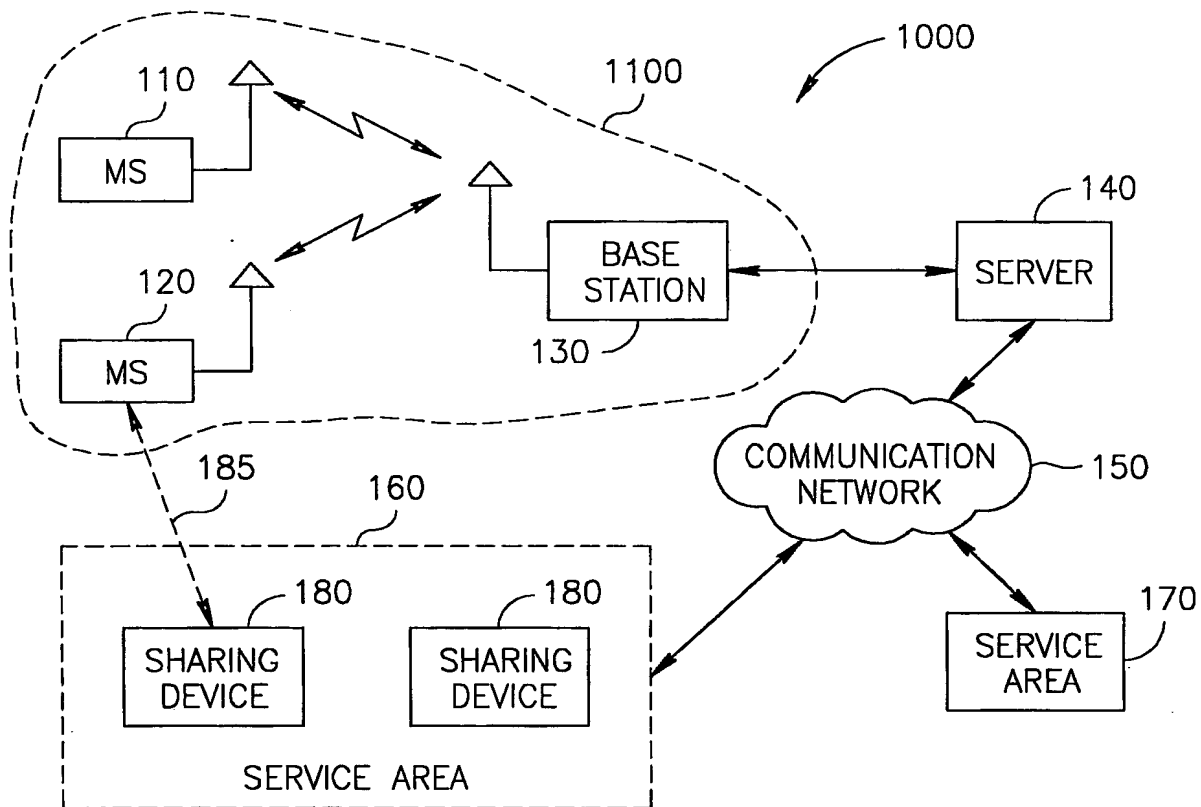 1000
1100
110
MS
140
BASE
STATION
SERVER
120
130
MS
COMMUNICATION
NETWORK
150
185
160
180
180
170
SHARING
DEVICE
SHARING
DEVICE
SERVICE
AREA
SERVICE AREA